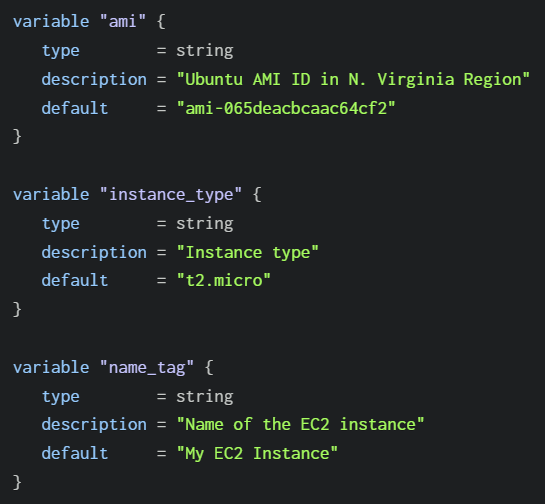 variable "ami" {
   type        = string
   description = "Ubuntu AMI ID in N. Virginia Region"
   default     = "ami-065deacbcaac64cf2"
}

variable "instance_type" {
   type        = string
   description = "Instance type"
   default     = "t2.micro"
}

variable "name_tag" {
   type        = string
   description = "Name of the EC2 instance"
   default     = "My EC2 Instance"
}